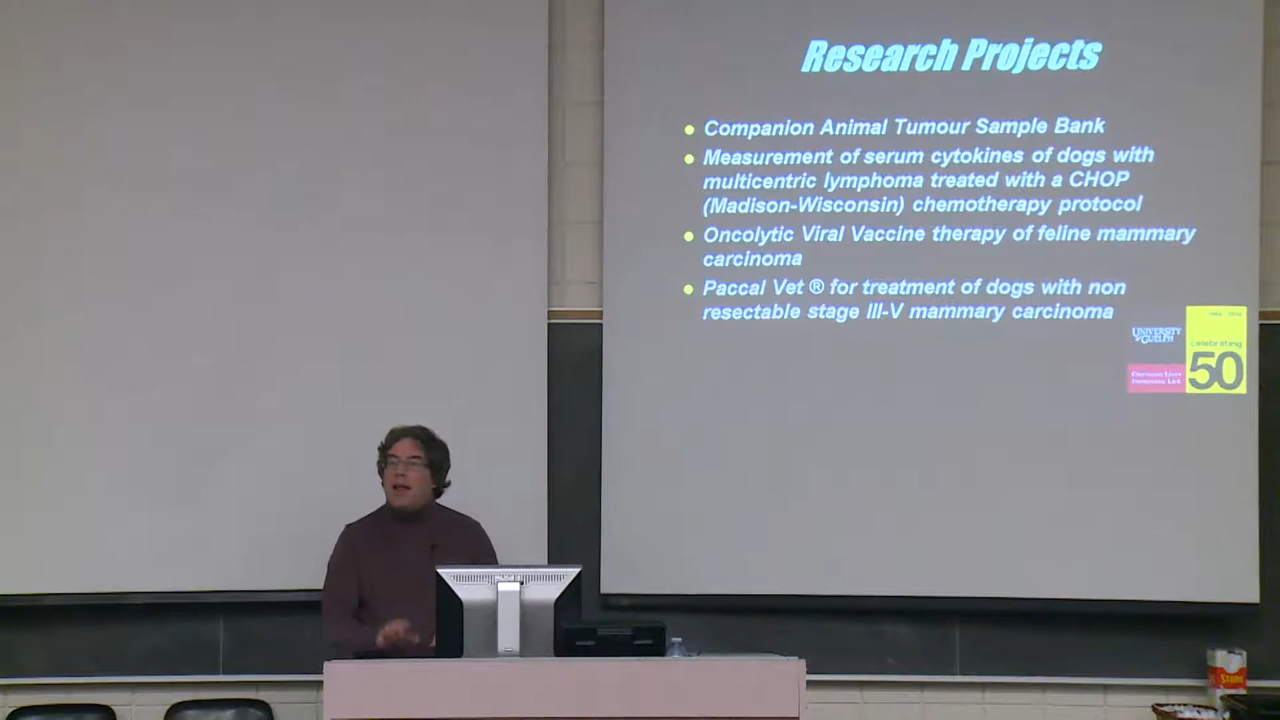 Research Projects
• Companion Animal Tumour Sample Bank
• Measurement of serum cytokines of dogs with
multicentric lymphoma treated with a CHOP
(Madison-Wisconsin) chemotherapy protocol
• Oncolytic Viral Vaccine therapy of feline mammary
carcinoma
• Paccal Vet ® for treatment of dogs with non
resectable stage III-V mammary carcinoma
UNIVERSITY
of GUELPH
celebrating
50